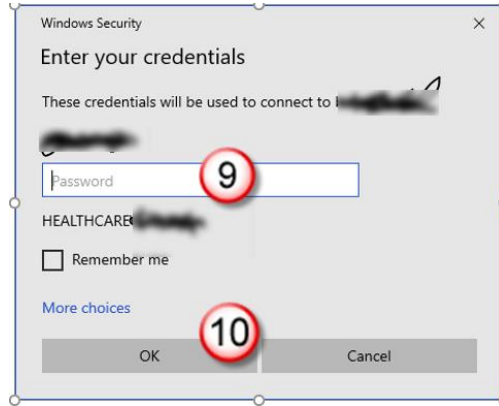 Windows Security
Enter your credentials
These credentials will be used to connect to
Password
9
HEALTHCARE
Remember me
More choices
10
OK Cancel